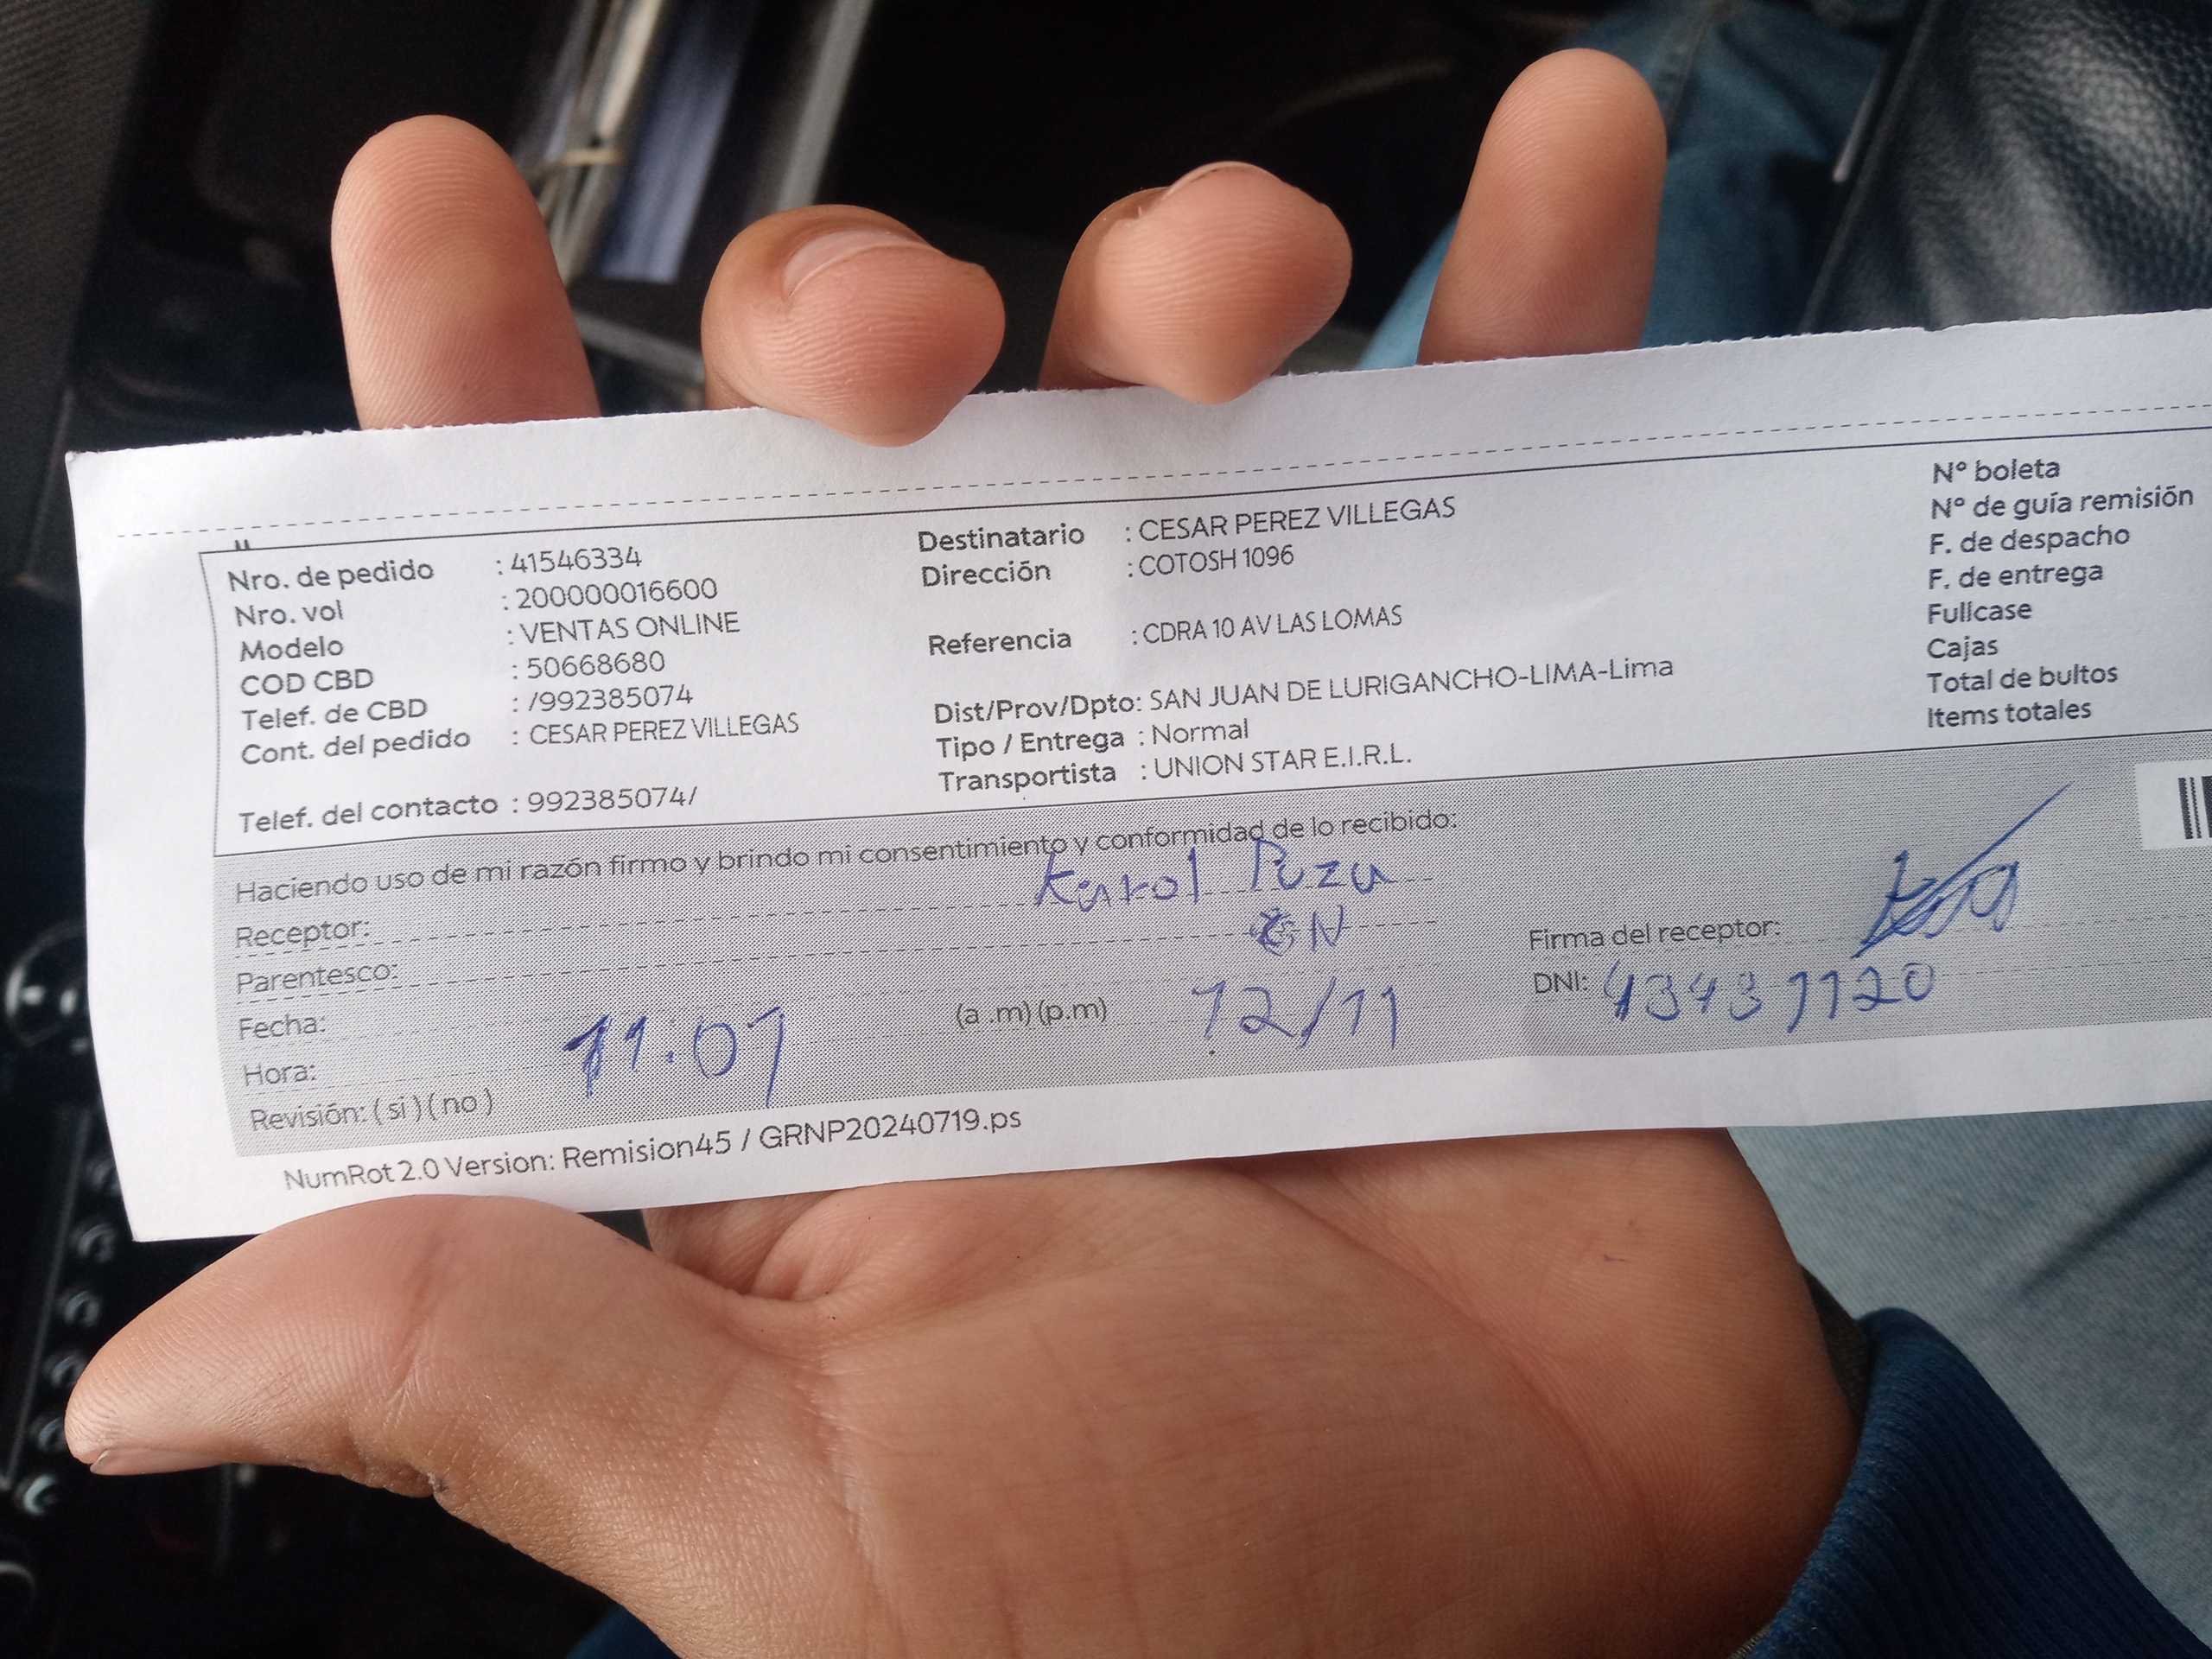 Nro. de pedido : 41546334
Nro. vol : 200000016600
Modelo : VENTAS ONLINE
COD CBD : 50668680
Telef. de CBD : /992385074
Cont. del pedido : CESAR PEREZ VILLEGAS
Telef. del contacto : 992385074/
Destinatario : CESAR PEREZ VILLEGAS
Dirección : COTOSH 1096
Referencia : CDRA 10 AV LAS LOMAS
Dist/Prov/Dpto: SAN JUAN DE LURIGANCHO-LIMA-Lima
Tipo / Entrega : Normal
Transportista : UNION STAR E.I.R.L.
N° boleta
N° de guía remisión
F. de despacho
F. de entrega
Fullcase
Cajas
Total de bultos
Items totales
Haciendo uso de mi razón firmo y brindo mi consentimiento y conformidad de lo recibido:
Receptor: Karol
Parentesco:
Fecha: 12/11
Hora: 11:07 (a .m) (p.m)
Revisión: ( si ) ( no )
Firma del receptor:
DNI:
NumRot 2.0 Version: Remision45 / GRNP20240719.ps